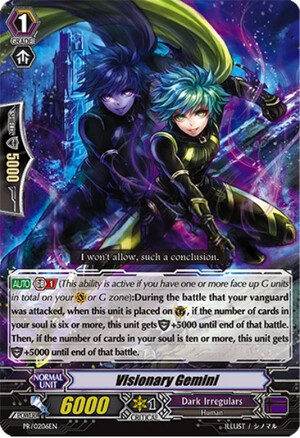 1
GRADE
SHIELD 5000
I won't allow, such a conclusion.
AUTO GB 1 (This ability is active if you have one or more face up G units
in total on your or G zone):During the battle that your vanguard
was attacked, when this unit is placed on , if the number of cards in
your soul is six or more, this unit gets +5000 until end of that battle.
Then, if the number of cards in your soul is ten or more, this unit gets
+5000 until end of that battle.
NORMAL UNIT
Visionary Gemini
POWER 6000 1 CRITICAL
Dark Irregulars
Human
PR/0206EN
ILLUST / シノマル